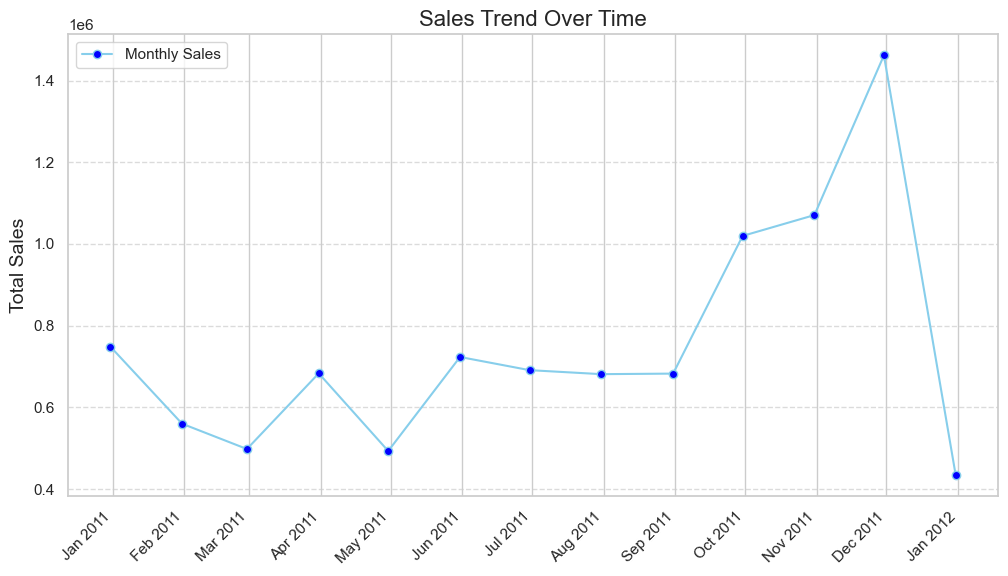 Sales Trend Over Time
1e6
Monthly Sales
Total Sales
1.4
1.2
1.0
0.8
0.6
0.4
Jan 2011
Feb 2011
Mar 2011
Apr 2011
May 2011
Jun 2011
Jul 2011
Aug 2011
Sep 2011
Oct 2011
Nov 2011
Dec 2011
Jan 2012